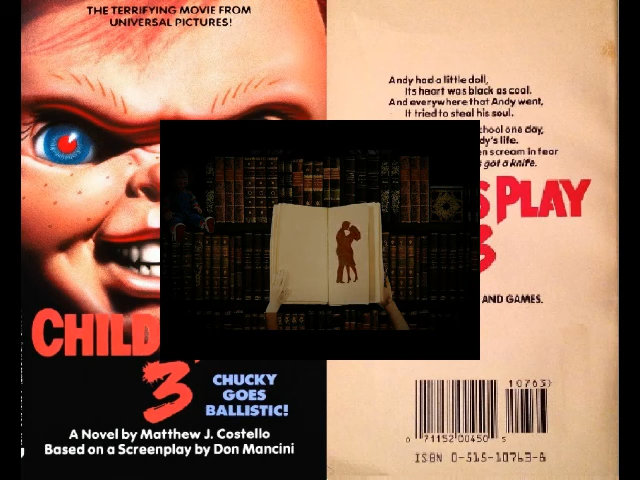 THE TERRIFYING MOVIE FROM
UNIVERSAL PICTURES!
CHILD
3
CHUCKY
GOES
BALLISTIC!
A Novel by Matthew J. Costello
Based on a Screenplay by Don Mancini
Andy had a little doll,
Its heart was black as coal.
And everywhere that Andy went,
It tried to steal his soul.
school one day,
dy's life.
en scream in fear
s got a knife.
S PLAY
3
AND GAMES.
10763
0 71152 00450 5
ISBN 0-515-10763-6